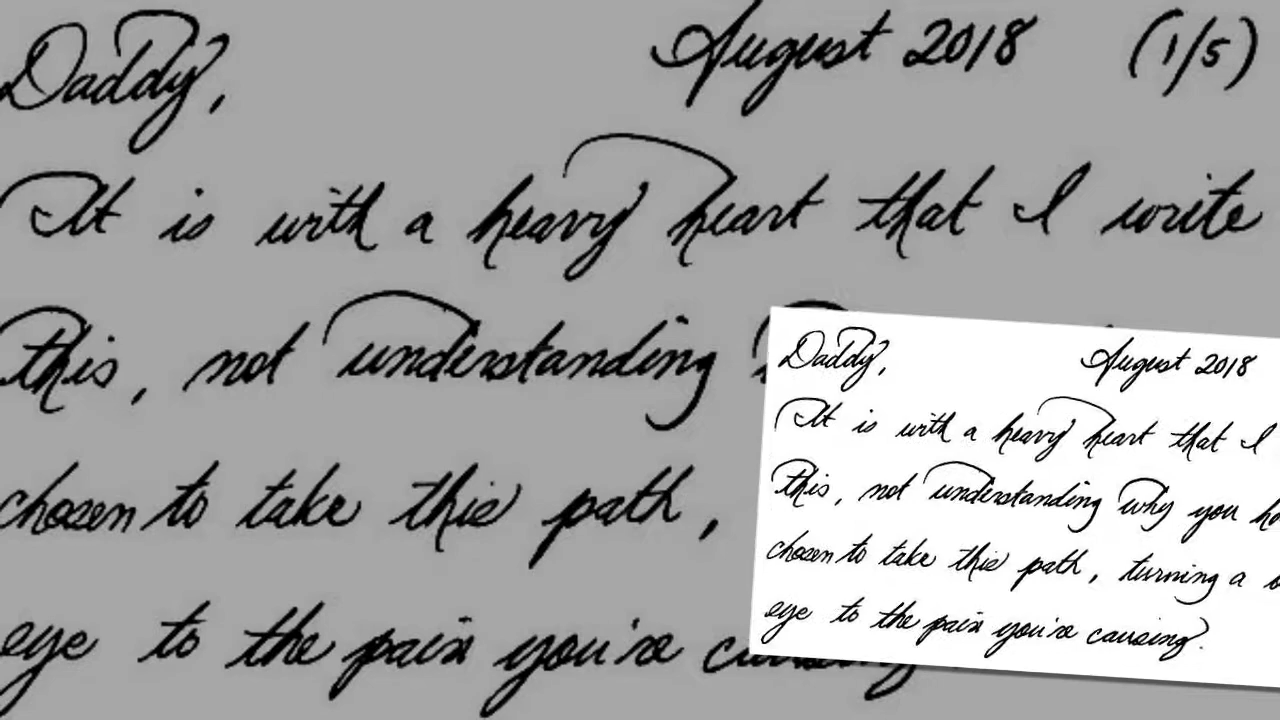 Daddy,
August 2018 (1/5)
It is with a heavy heart that I write
this, not understanding
chosen to take this path,
eye to the pain you're causing
Daddy,
August 2018
It is with a heavy heart that I
this, not understanding why you
chosen to take this path, turning a
eye to the pain you're causing.